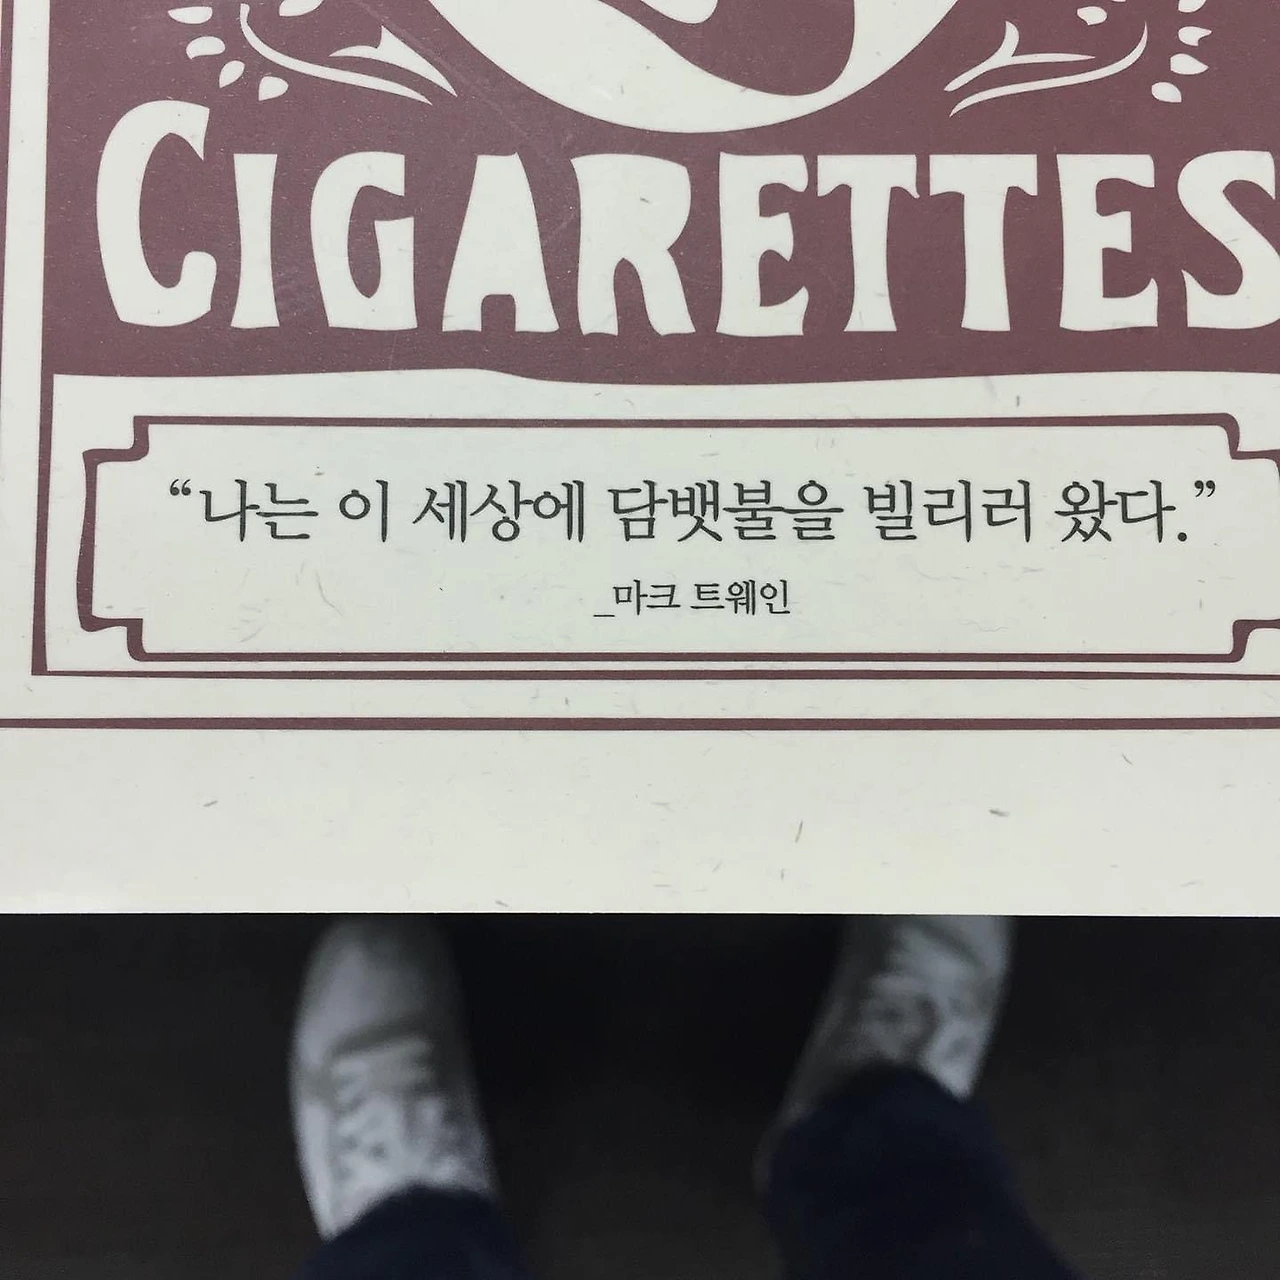 CIGARETTES
“나는 이 세상에 담뱃불을 빌리러 왔다.”
_마크 트웨인